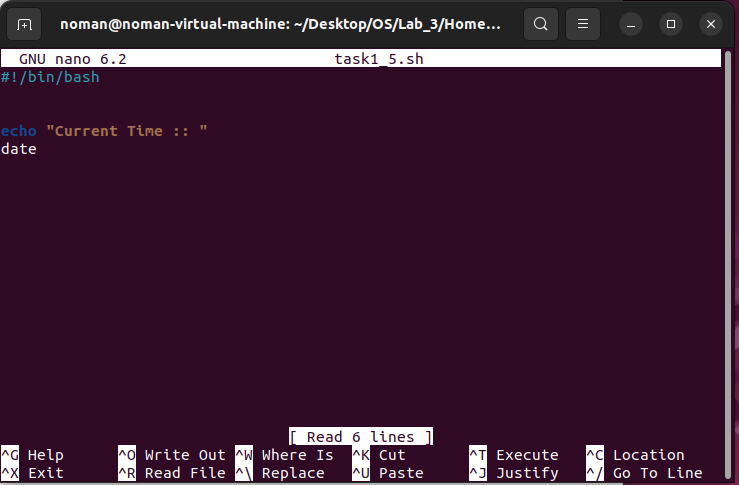 noman@noman-virtual-machine: ~/Desktop/OS/Lab_3/Home...
GNU nano 6.2 task1_5.sh
#!/bin/bash
echo "Current Time :: "
date
[ Read 6 lines ]
^G Help ^O Write Out ^W Where Is ^K Cut ^T Execute ^C Location
^X Exit ^R Read File ^\ Replace ^U Paste ^J Justify ^/ Go To Line